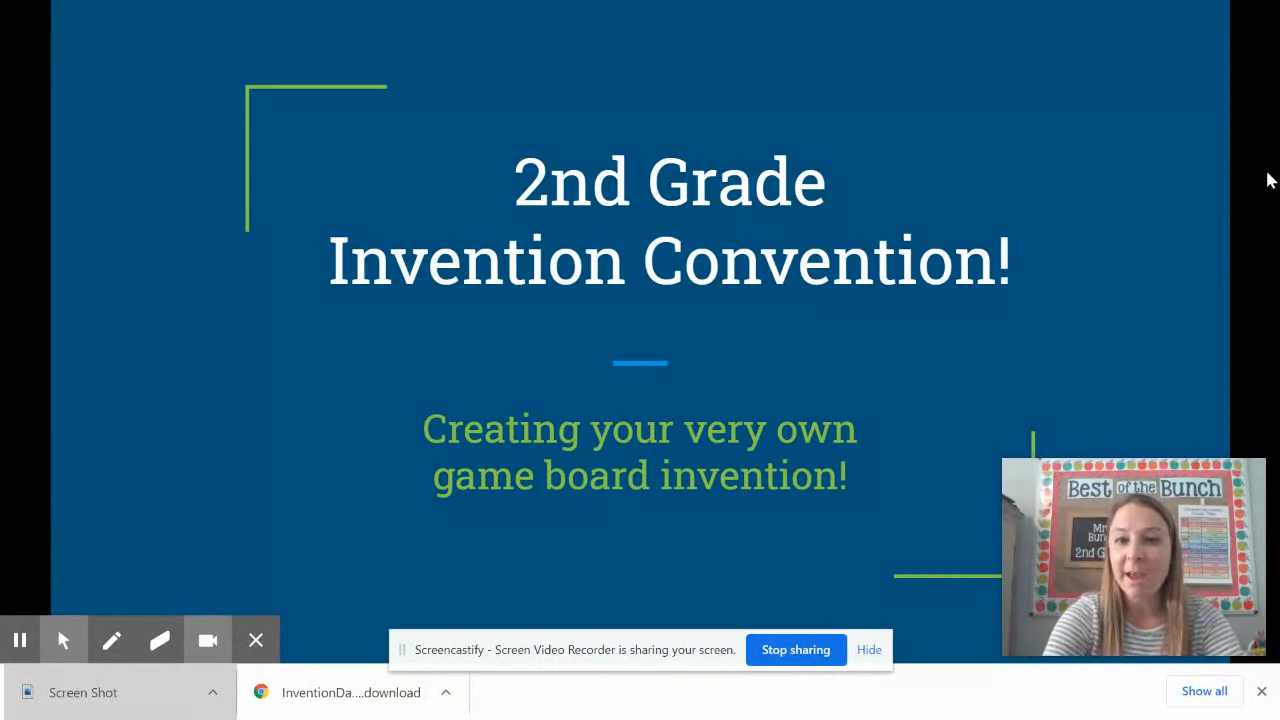 2nd Grade
Invention Convention!
Creating your very own
game board invention!
Best of the Bunch
2nd G
Screencastify - Screen Video Recorder is sharing your screen.
Stop sharing
Hide
Screen Shot
InventionDa....download
Show all